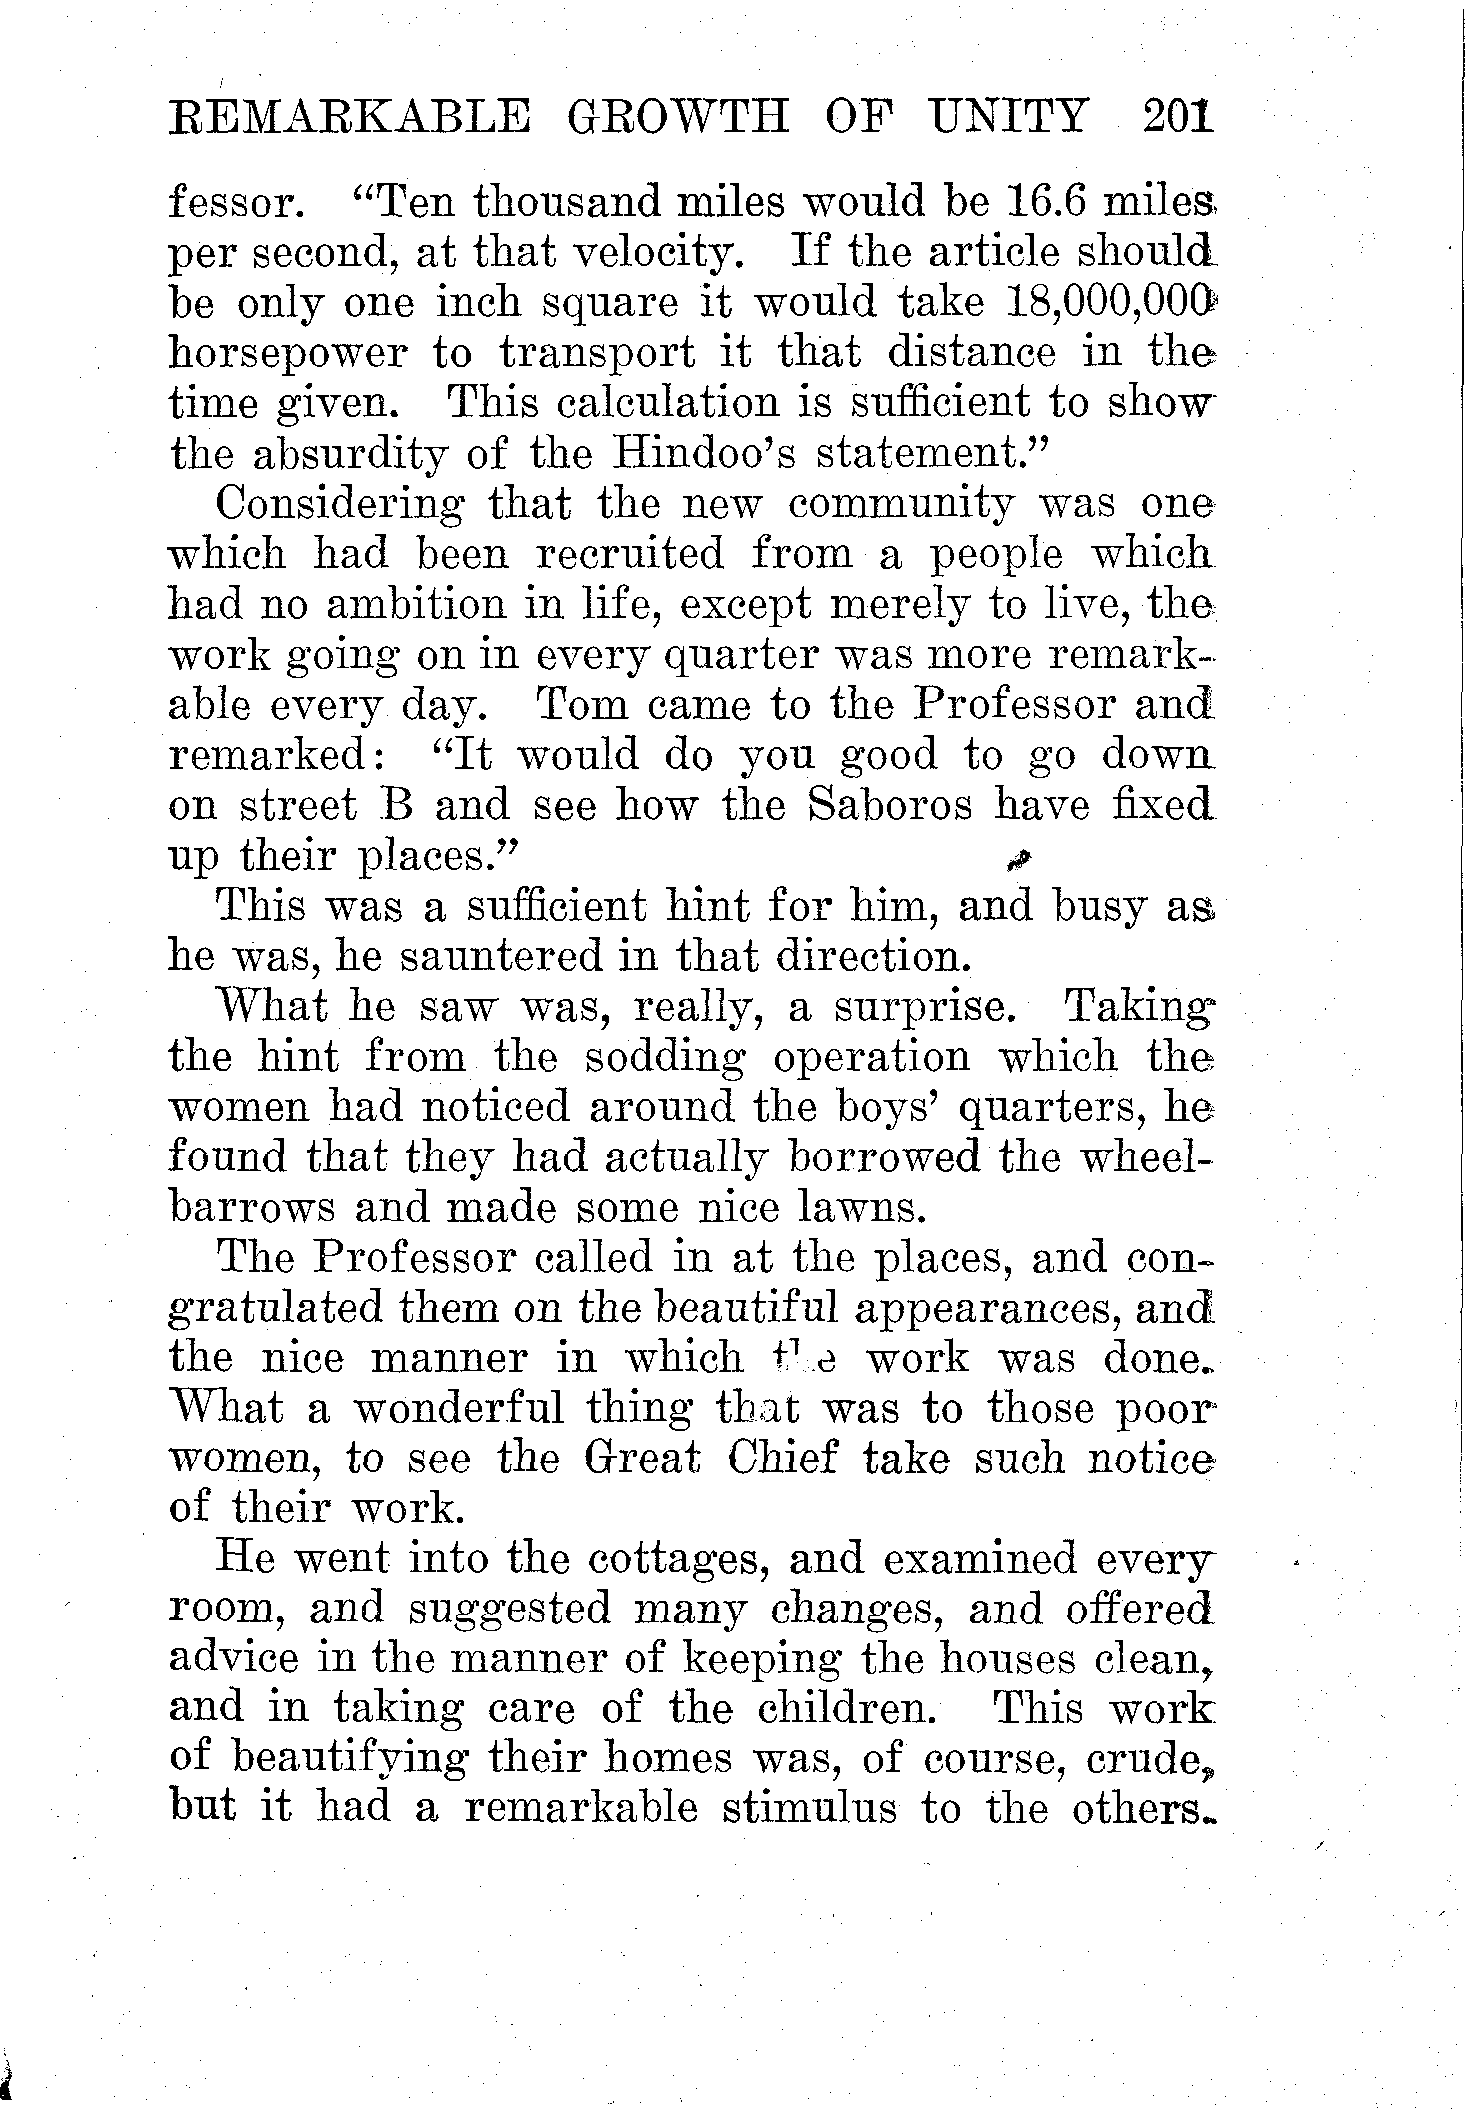 REMARKABLE GROWTH OF UNITY 201
fessor. “Ten thousand miles would be 16.6 miles
per second, at that velocity. If the article should
be only one inch square it would take 18,000,000
horsepower to transport it that distance in the
time given. This calculation is sufficient to show
the absurdity of the Hindoo’s statement.”
Considering that the new community was one
which had been recruited from a people which
had no ambition in life, except merely to live, the
work going on in every quarter was more remark-
able every day. Tom came to the Professor and
remarked: “It would do you good to go down
on street B and see how the Saboros have fixed
up their places.”
This was a sufficient hint for him, and busy as
he was, he sauntered in that direction.
What he saw was, really, a surprise. Taking
the hint from the sodding operation which the
women had noticed around the boys’ quarters, he
found that they had actually borrowed the wheel-
barrows and made some nice lawns.
The Professor called in at the places, and con-
gratulated them on the beautiful appearances, and
the nice manner in which the work was done.
What a wonderful thing that was to those poor
women, to see the Great Chief take such notice
of their work.
He went into the cottages, and examined every
room, and suggested many changes, and offered
advice in the manner of keeping the houses clean,
and in taking care of the children. This work
of beautifying their homes was, of course, crude,
but it had a remarkable stimulus to the others.